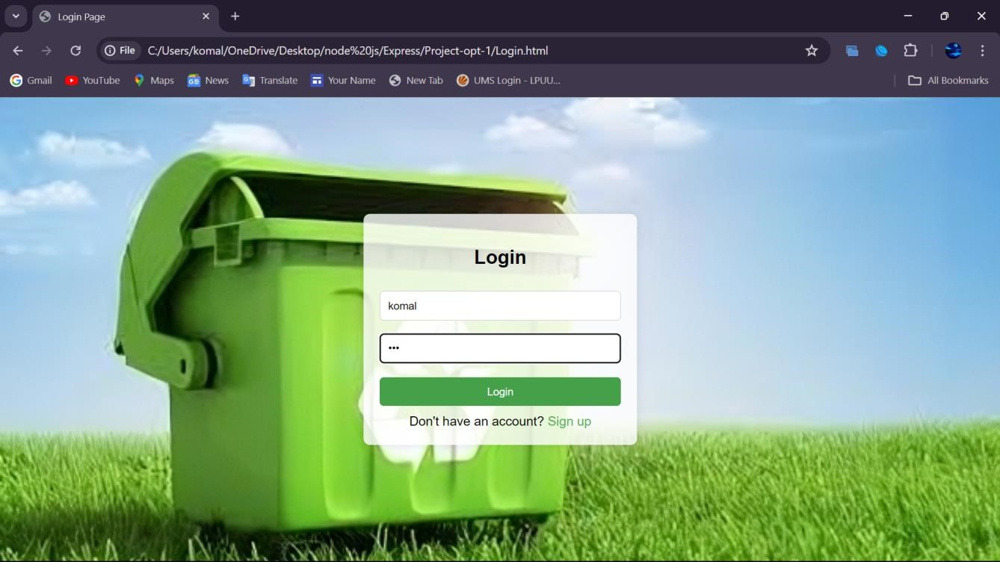 Login Page
File C:/Users/komal/OneDrive/Desktop/node%20js/Express/Project-opt-1/Login.html
Gmail YouTube Maps News Translate Your Name New Tab UMS Login - LPUU... All Bookmarks
Login
komal
•••
Login
Don't have an account? Sign up